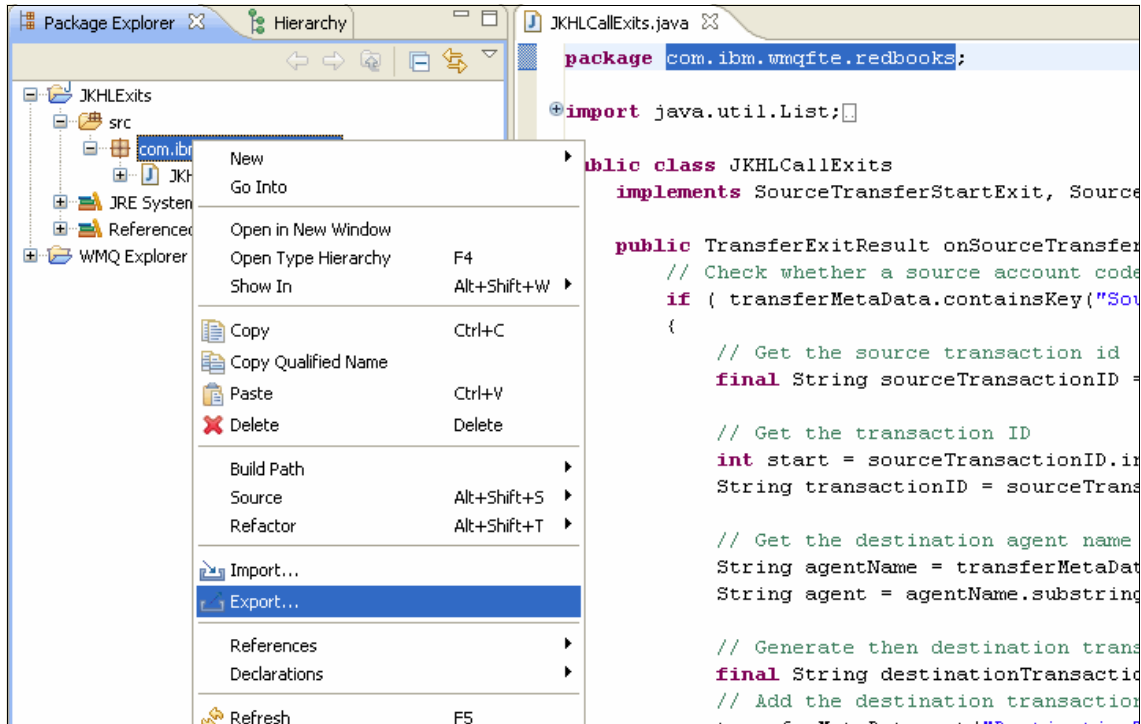 Package Explorer
Hierarchy
JKHLExits
src
com.ibm
JRE System
Referenced
WMQ Explorer
New
Go Into
Open in New Window
Open Type Hierarchy F4
Show In Alt+Shift+W
Copy Ctrl+C
Copy Qualified Name
Paste Ctrl+V
Delete Delete
Build Path
Source Alt+Shift+S
Refactor Alt+Shift+T
Import...
Export...
References
Declarations
Refresh F5
JKHLCallExits.java
package com.ibm.wmqfte.redbooks;
import java.util.List;
public class JKHLCallExits
implements SourceTransferStartExit, Source
public TransferExitResult onSourceTransfer
// Check whether a source account code
if ( transferMetaData.containsKey("Sou
{
// Get the source transaction id
final String sourceTransactionID =
// Get the transaction ID
int start = sourceTransactionID.in
String transactionID = sourceTrans
// Get the destination agent name
String agentName = transferMetaDat
String agent = agentName.substring
// Generate then destination trans
final String destinationTransactio
// Add the destination transaction